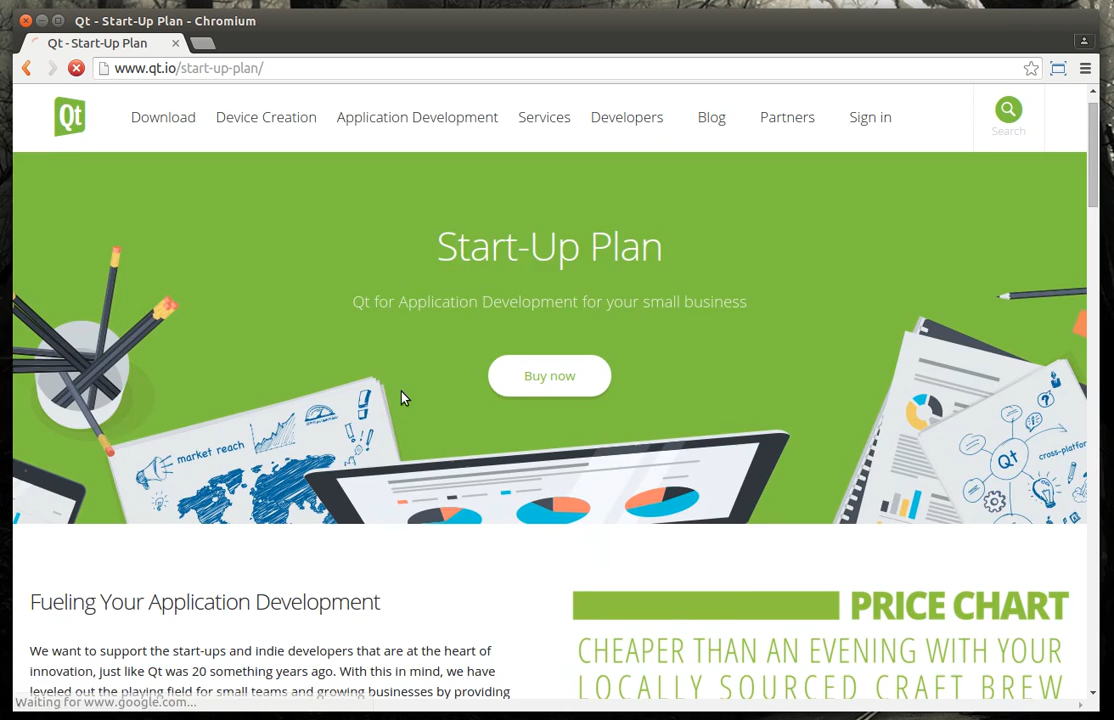 Qt - Start-Up Plan - Chromium
Qt - Start-Up Plan
www.qt.io/start-up-plan/
Qt
Download
Device Creation
Application Development
Services
Developers
Blog
Partners
Sign in
Search
Start-Up Plan
Qt for Application Development for your small business
Buy now
market reach
Qt
cross-platfor
Fueling Your Application Development
We want to support the start-ups and indie developers that are at the heart of
innovation, just like Qt was 20 something years ago. With this in mind, we have
leveled out the playing field for small teams and growing businesses by providing
PRICE CHART
CHEAPER THAN AN EVENING WITH YOUR
LOCALLY SOURCED CRAFT BREW
Waiting for www.google.com...